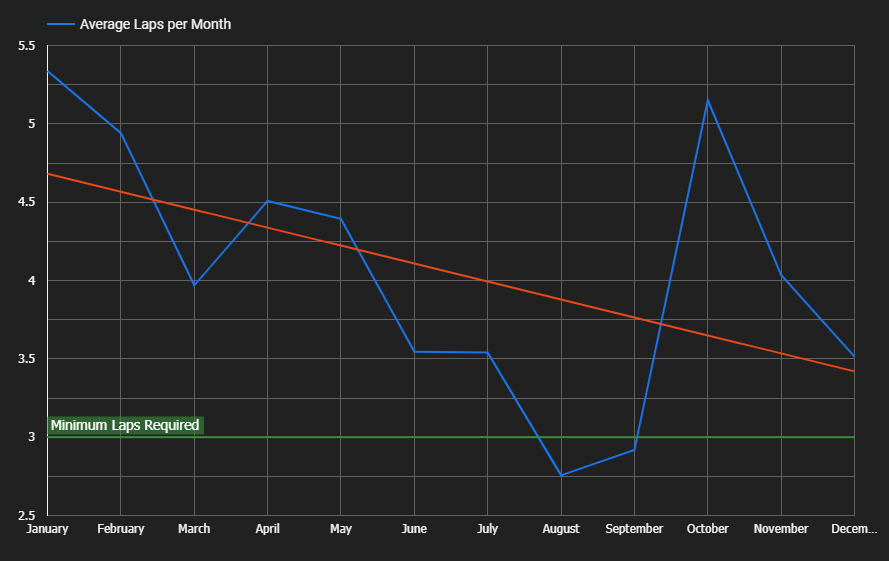 Average Laps per Month
5.5
5
4.5
4
3.5
Minimum Laps Required
3
2.5
January February March April May June July August September October November Decem...